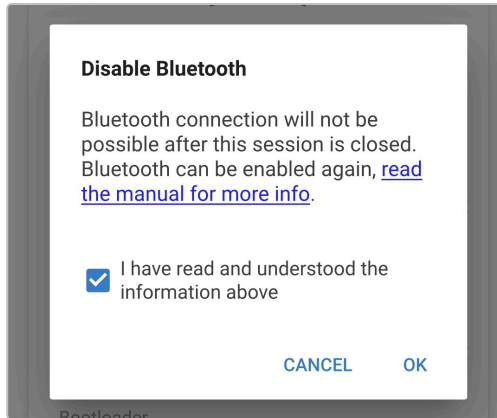 Disable Bluetooth
Bluetooth connection will not be
possible after this session is closed.
Bluetooth can be enabled again, read
the manual for more info.
I have read and understood the
information above
CANCEL OK
Bootloader